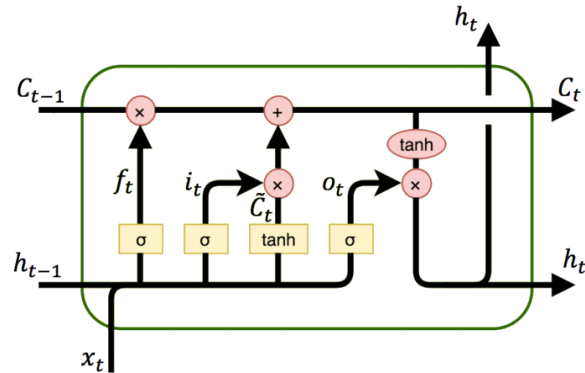 h_t
C_{t-1}
C_t
×
+
tanh
f_t
i_t
×
o_t
×
C̃_t
σ
σ
tanh
σ
h_{t-1}
h_t
x_t